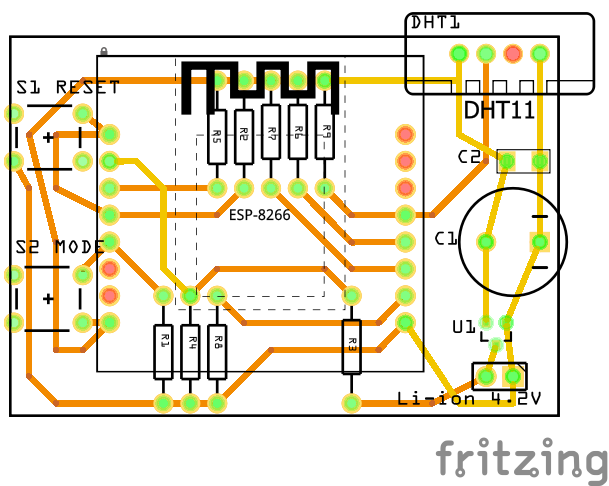 DHT1
S1 RESET
DHT11
R5
R2
R7
R6
R9
C2
ESP-8266
C1
S2 MODE
U1
R1
R4
R8
R3
Li-ion 4.2V
fritzing